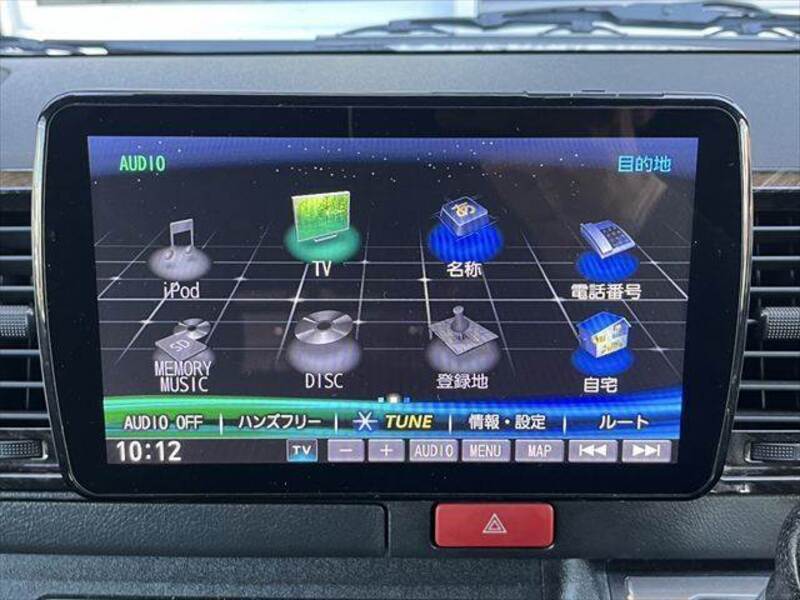 AUDIO 目的地
iPod TV あ 名称 電話番号
SD MEMORY MUSIC DISC 登録地 自宅
AUDIO OFF ハンズフリー TUNE 情報・設定 ルート
10:12 TV − + AUDIO MENU MAP